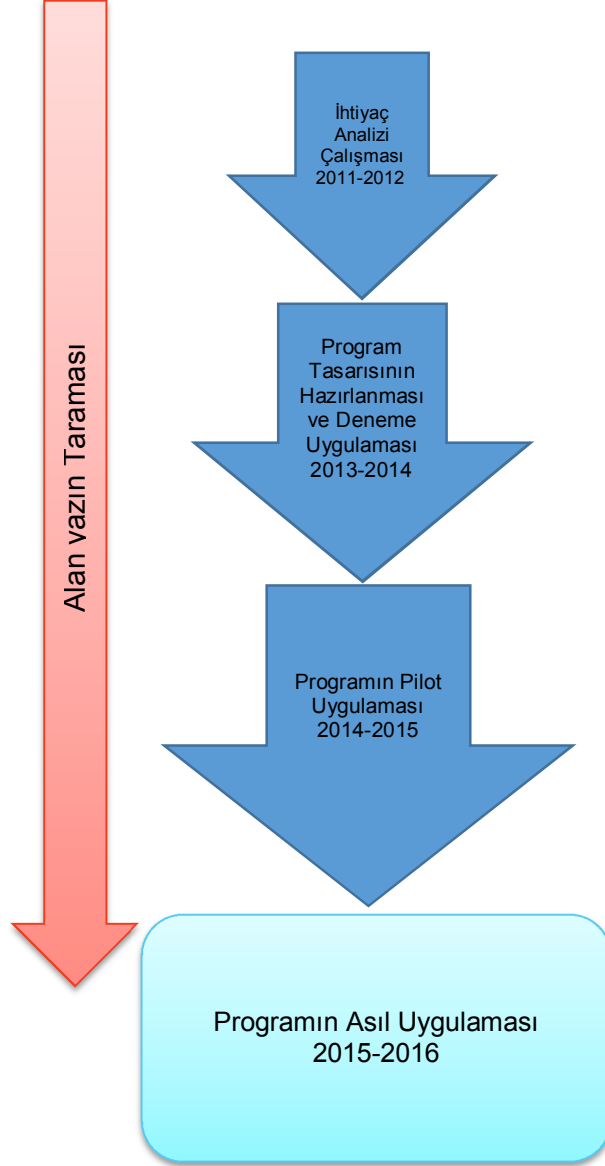 Alan vazın Taraması
İhtiyaç
Analizi
Çalışması
2011-2012
Program
Tasarısının
Hazırlanması
ve Deneme
Uygulaması
2013-2014
Programın Pilot
Uygulaması
2014-2015
Programın Asıl Uygulaması
2015-2016